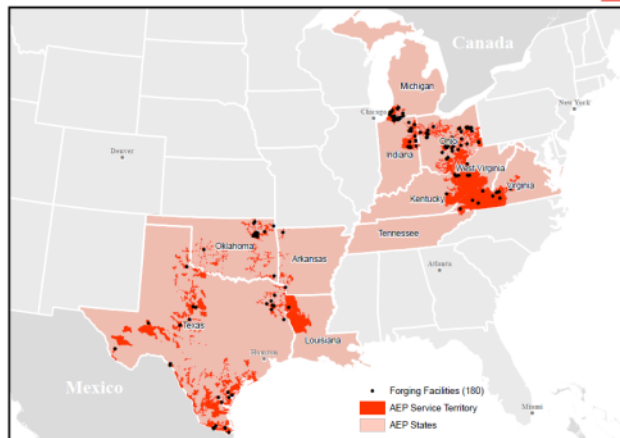 Canada
Michigan
Chicago
New York
Ohio
Indiana
Denver
West Virginia
Virginia
Kentucky
Tennessee
Oklahoma
Arkansas
Atlanta
Texas
Louisiana
Houston
Mexico
Miami
Forging Facilities (180)
AEP Service Territory
AEP States